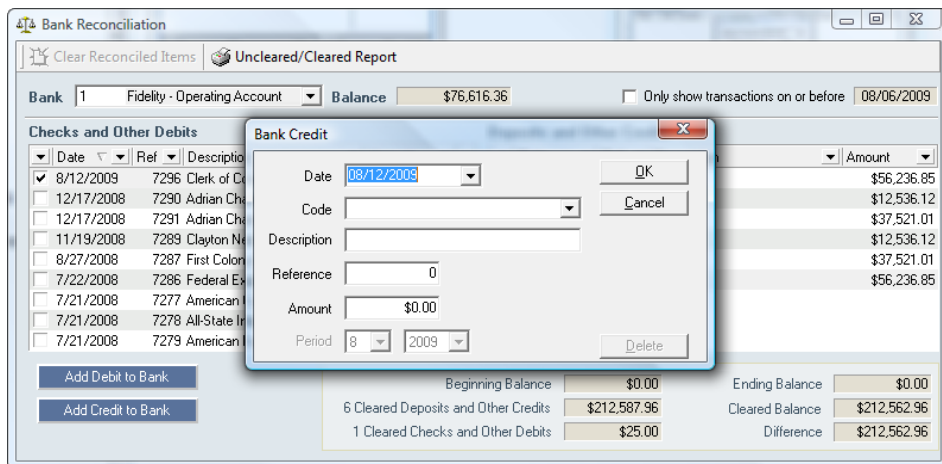 Bank Reconciliation
Clear Reconciled Items Uncleared/Cleared Report
Bank 1 Fidelity - Operating Account Balance $76,616.36 Only show transactions on or before 08/06/2009
Checks and Other Debits
Date Ref Descriptio Amount
8/12/2009 7296 Clerk of Co $56,236.85
12/17/2008 7290 Adrian Cha $12,536.12
12/17/2008 7291 Adrian Cha $37,521.01
11/19/2008 7289 Clayton Ne $12,536.12
8/27/2008 7287 First Colon $37,521.01
7/22/2008 7286 Federal Ex $56,236.85
7/21/2008 7277 American
7/21/2008 7278 All-State In
7/21/2008 7279 American
Bank Credit
Date 08/12/2009 OK
Code Cancel
Description
Reference 0
Amount $0.00
Period 8 2009 Delete
Add Debit to Bank
Add Credit to Bank
Beginning Balance $0.00 Ending Balance $0.00
6 Cleared Deposits and Other Credits $212,587.96 Cleared Balance $212,562.96
1 Cleared Checks and Other Debits $25.00 Difference $212,562.96